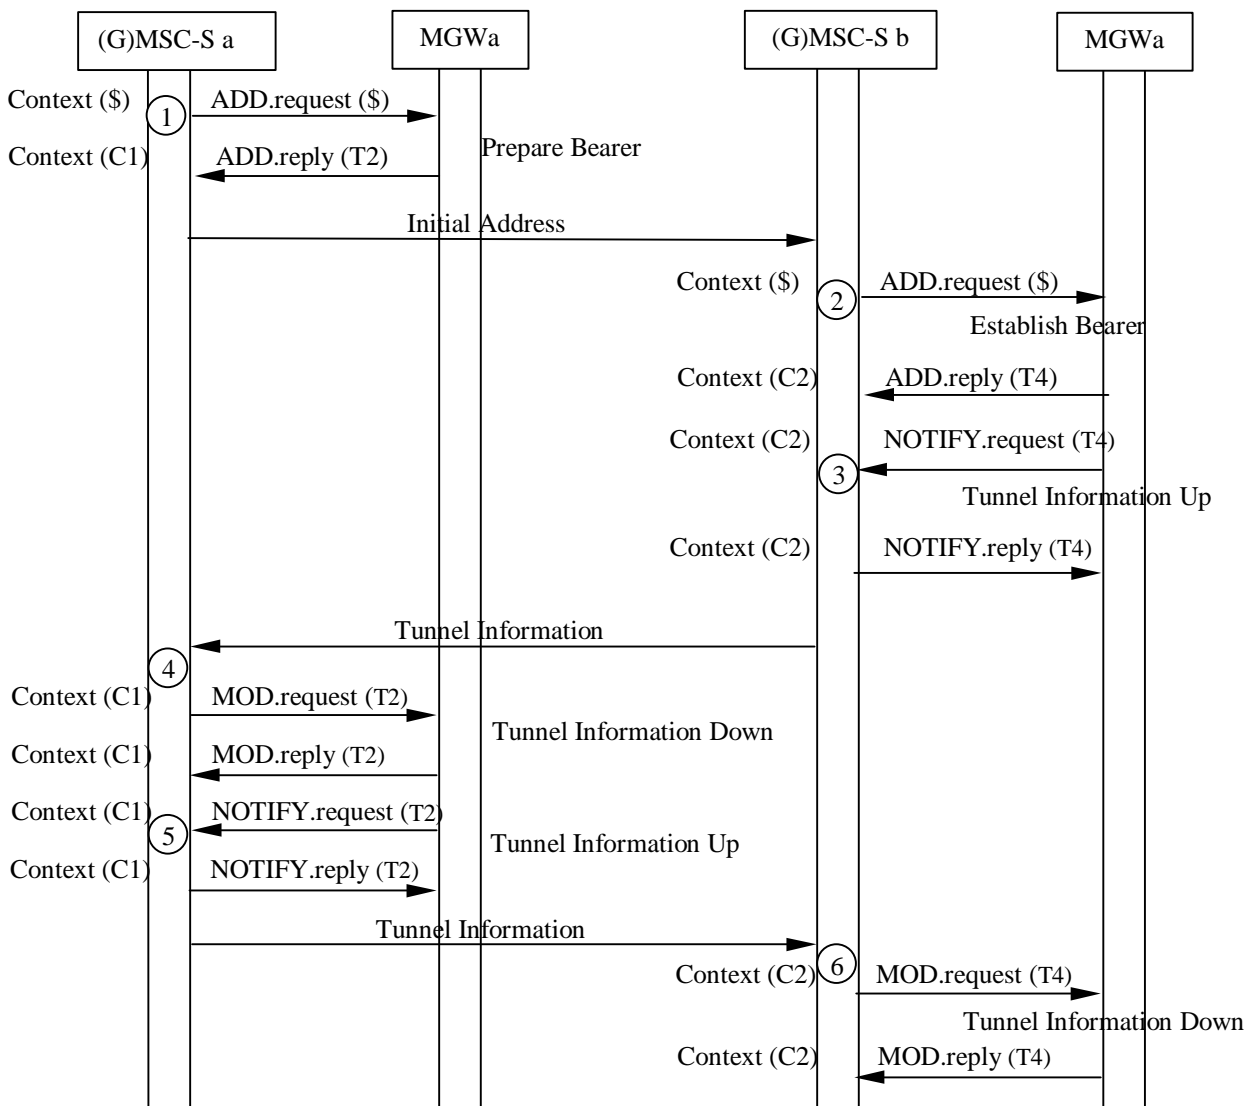 (G)MSC-S a
MGWa
(G)MSC-S b
MGWa
Context ($)
1
ADD.request ($)
Context (C1)
ADD.reply (T2)
Prepare Bearer
Initial Address
Context ($)
2
ADD.request ($)
Establish Bearer
Context (C2)
ADD.reply (T4)
Context (C2)
NOTIFY.request (T4)
3
Tunnel Information Up
Context (C2)
NOTIFY.reply (T4)
Tunnel Information
4
Context (C1)
MOD.request (T2)
Tunnel Information Down
Context (C1)
MOD.reply (T2)
Context (C1)
NOTIFY.request (T2)
5
Tunnel Information Up
Context (C1)
NOTIFY.reply (T2)
Tunnel Information
6
Context (C2)
MOD.request (T4)
Tunnel Information Down
Context (C2)
MOD.reply (T4)